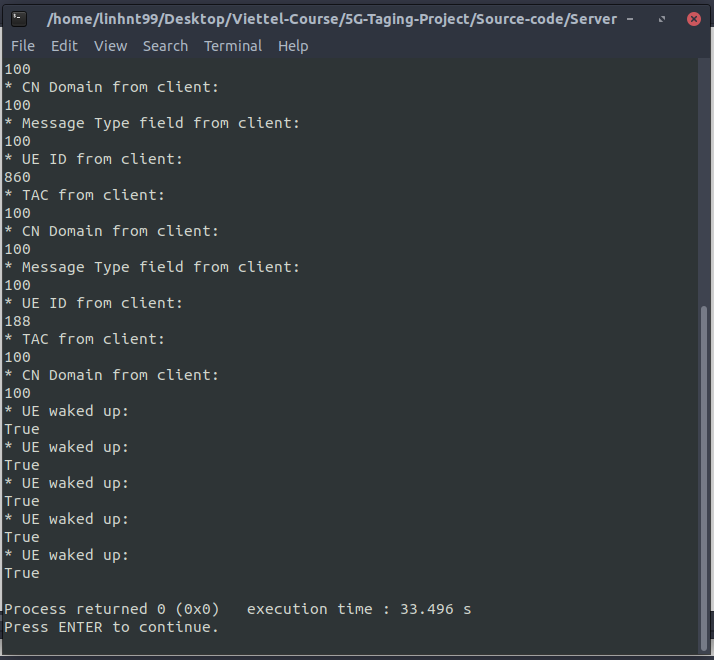 /home/linhnt99/Desktop/Viettel-Course/5G-Taging-Project/Source-code/Server
File Edit View Search Terminal Help
100
* CN Domain from client:
100
* Message Type field from client:
100
* UE ID from client:
860
* TAC from client:
100
* CN Domain from client:
100
* Message Type field from client:
100
* UE ID from client:
188
* TAC from client:
100
* CN Domain from client:
100
* UE waked up:
True
* UE waked up:
True
* UE waked up:
True
* UE waked up:
True
* UE waked up:
True
Process returned 0 (0x0)   execution time : 33.496 s
Press ENTER to continue.